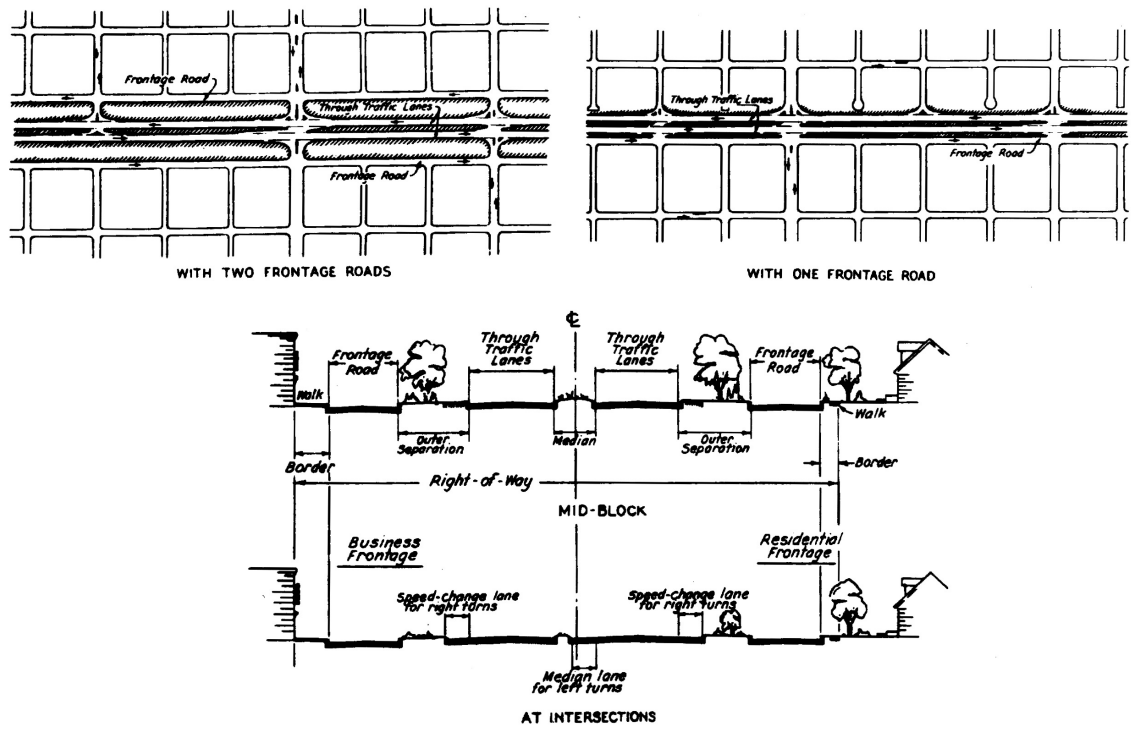 Frontage Road
Through Traffic Lanes
Frontage Road
WITH TWO FRONTAGE ROADS
Through Traffic Lanes
Frontage Road
WITH ONE FRONTAGE ROAD
℄
Frontage
Road
Through
Traffic
Lanes
Through
Traffic
Lanes
Frontage
Road
Walk
Walk
Outer
Separation
Median
Outer
Separation
Border
Border
Right-of-Way
MID-BLOCK
Business
Frontage
Residential
Frontage
Speed-change lane
for right turns
Speed-change lane
for right turns
Median lane
for left turns
AT INTERSECTIONS